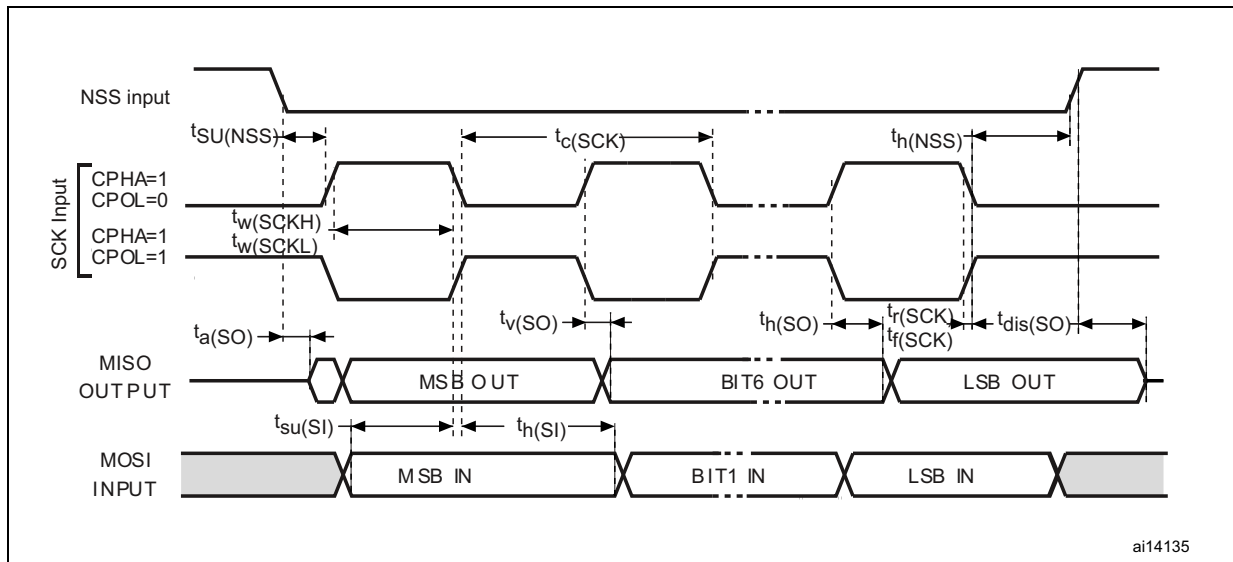 NSS input
tSU(NSS)
tc(SCK)
th(NSS)
SCK Input
CPHA=1
CPOL=0
tw(SCKH)
tw(SCKL)
CPHA=1
CPOL=1
ta(SO)
tv(SO)
th(SO)
tr(SCK)
tf(SCK)
tdis(SO)
MISO
OUTPUT
MSB OUT
BIT6 OUT
LSB OUT
tsu(SI)
th(SI)
MOSI
INPUT
MSB IN
BIT1 IN
LSB IN
ai14135